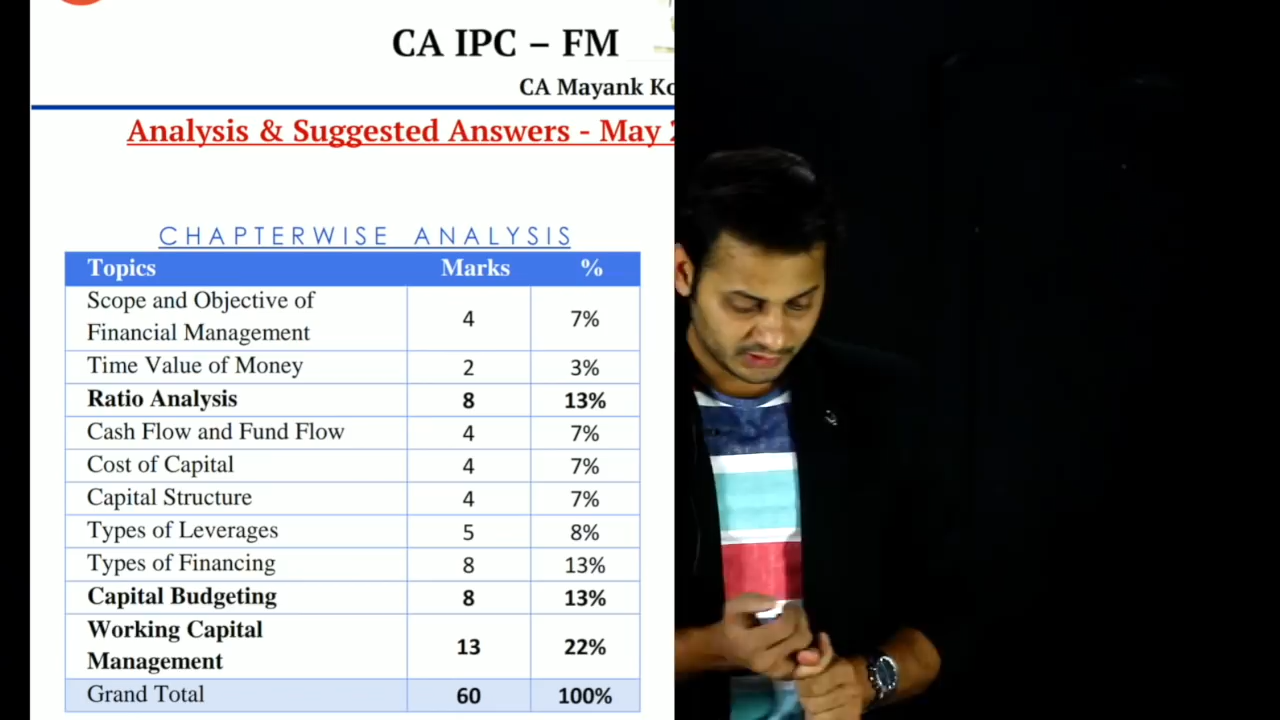 CA IPC – FM
CA Mayank
Analysis & Suggested Answers - May
CHAPTERWISE ANALYSIS
Topics Marks %
Scope and Objective of Financial Management 4 7%
Time Value of Money 2 3%
Ratio Analysis 8 13%
Cash Flow and Fund Flow 4 7%
Cost of Capital 4 7%
Capital Structure 4 7%
Types of Leverages 5 8%
Types of Financing 8 13%
Capital Budgeting 8 13%
Working Capital Management 13 22%
Grand Total 60 100%